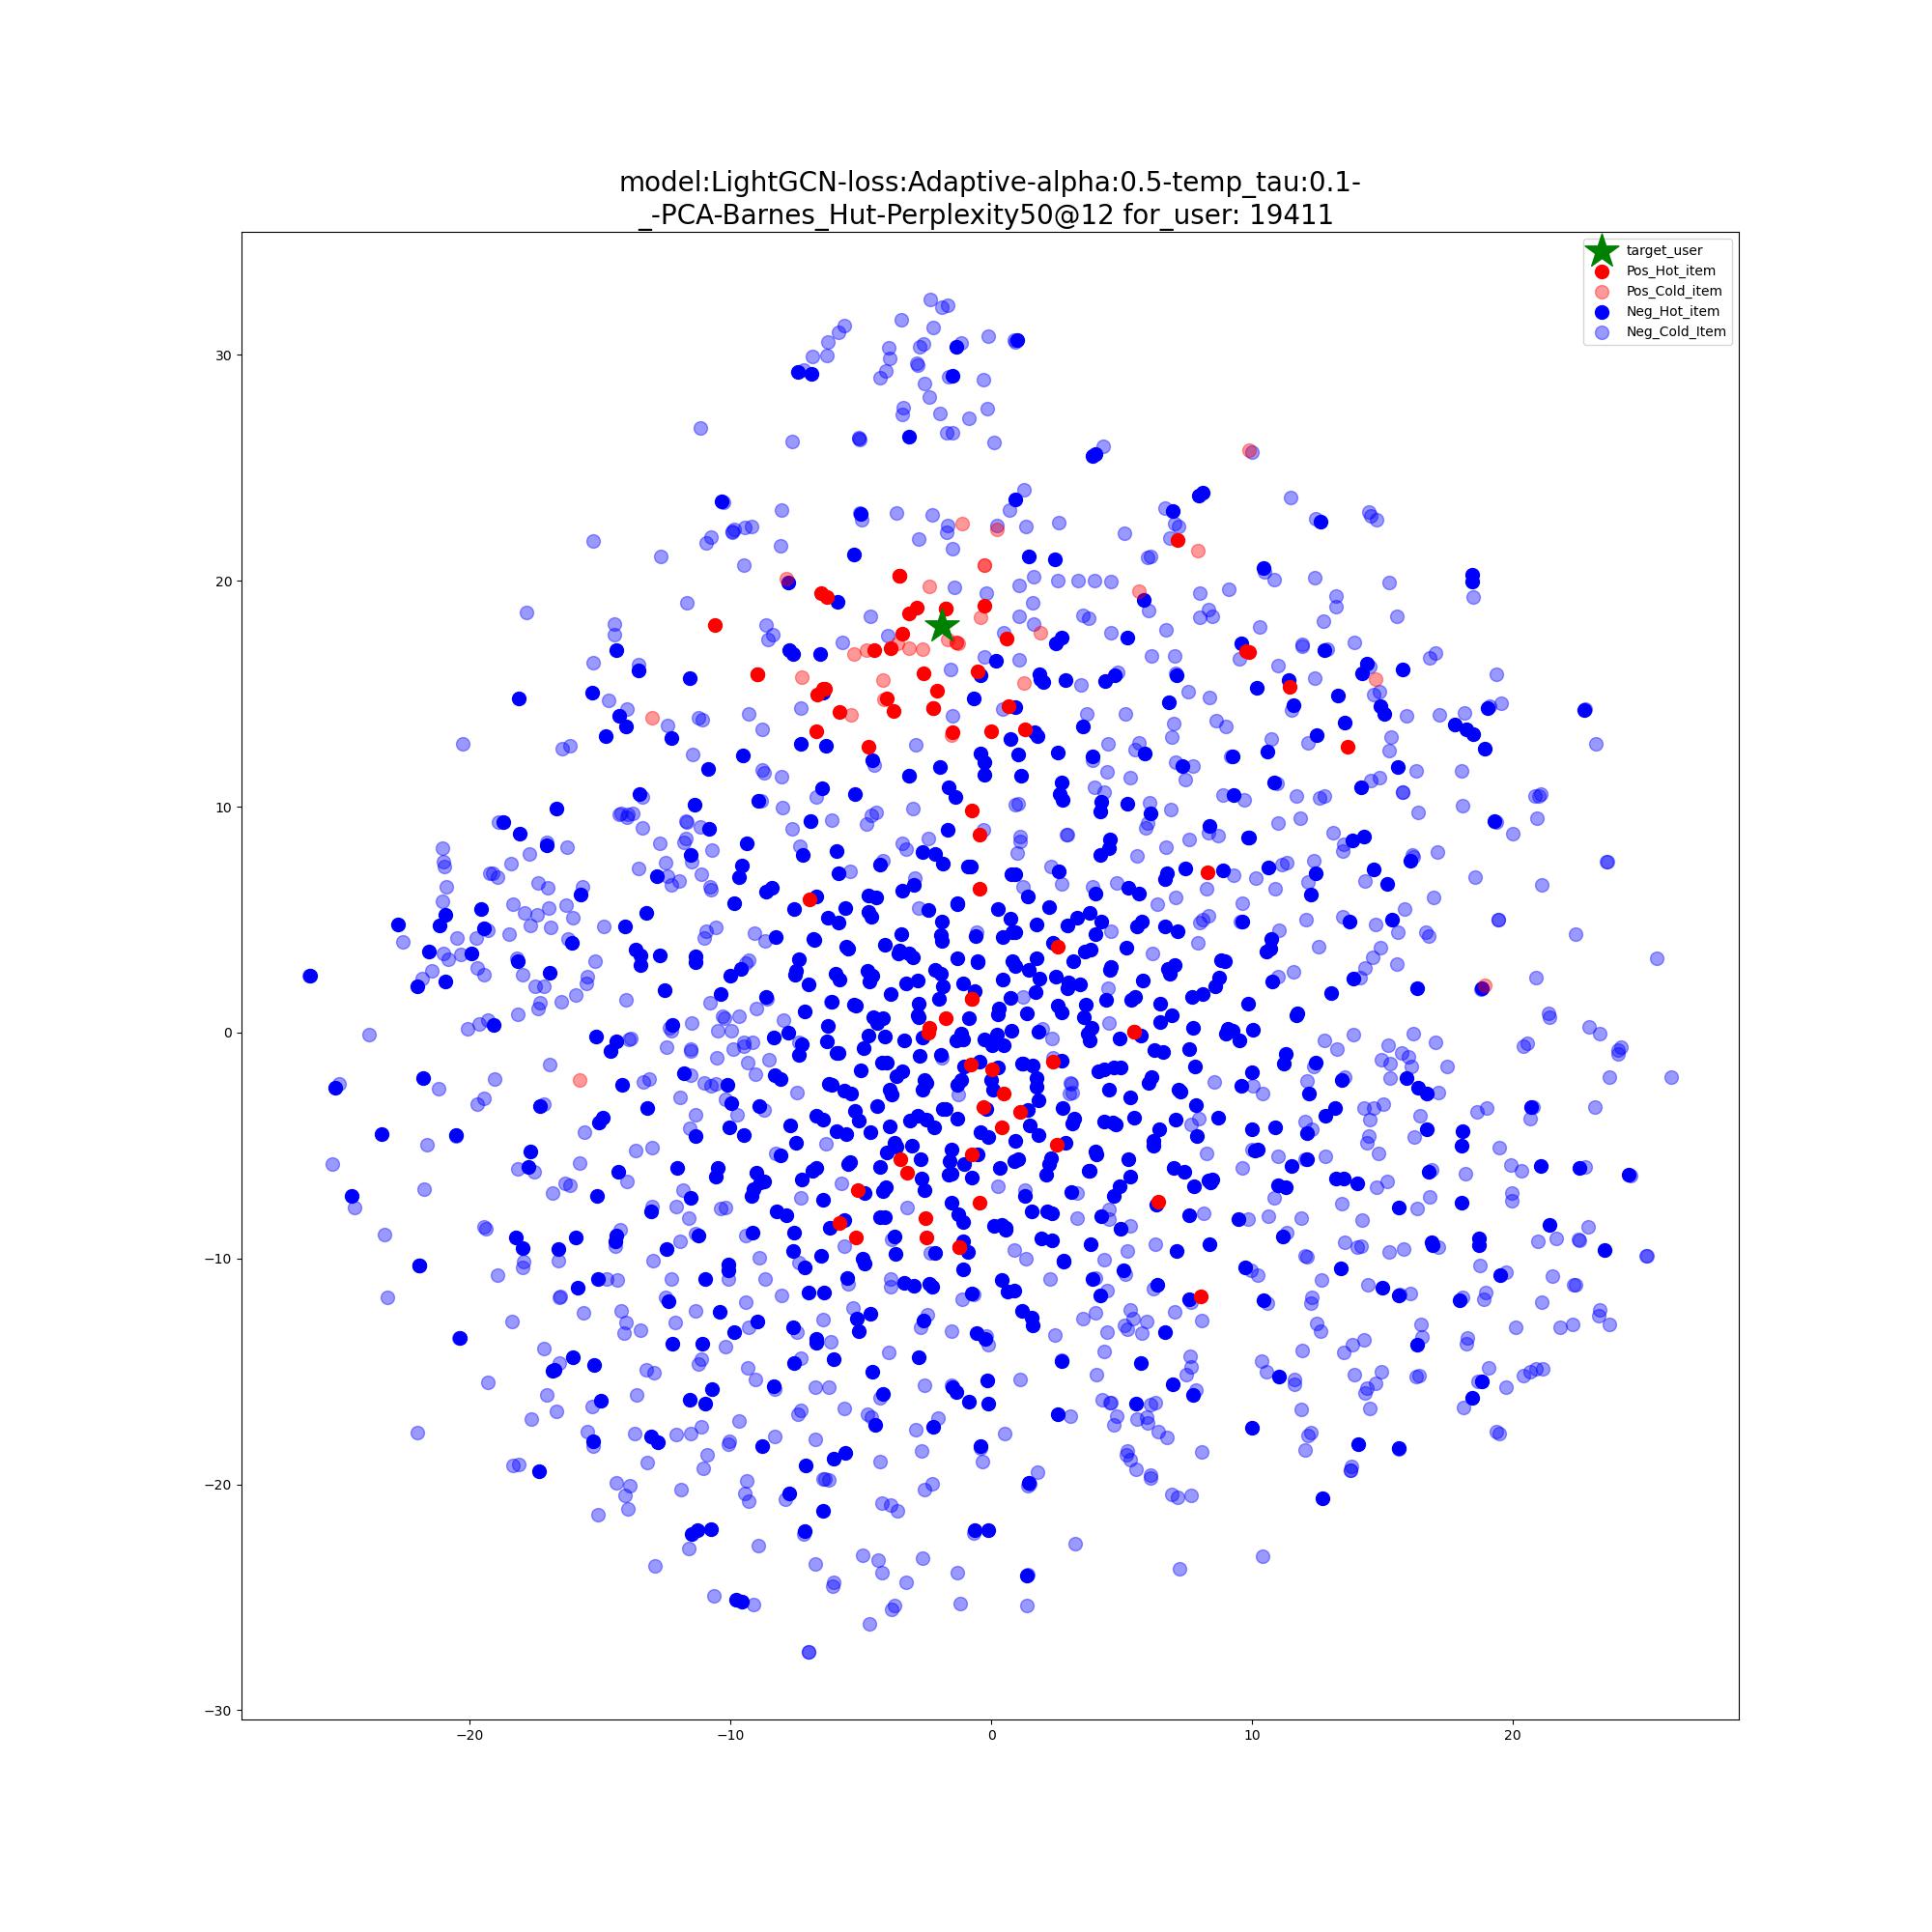 model:LightGCN-loss:Adaptive-alpha:0.5-temp_tau:0.1-
_-PCA-Barnes_Hut-Perplexity50@12 for_user: 19411
target_user
Pos_Hot_item
Pos_Cold_item
Neg_Hot_item
Neg_Cold_Item
30
20
10
0
−10
−20
−30
−20
−10
0
10
20